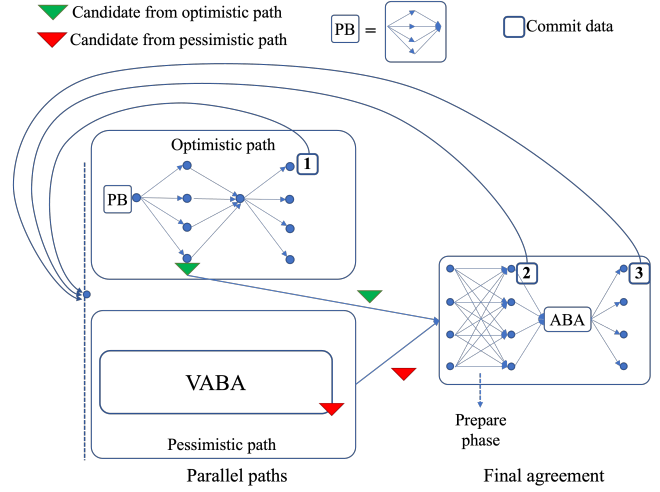 Candidate from optimistic path
Candidate from pessimistic path
PB =
Commit data
Optimistic path
1
PB
2
3
ABA
VABA
Pessimistic path
Prepare
phase
Parallel paths
Final agreement